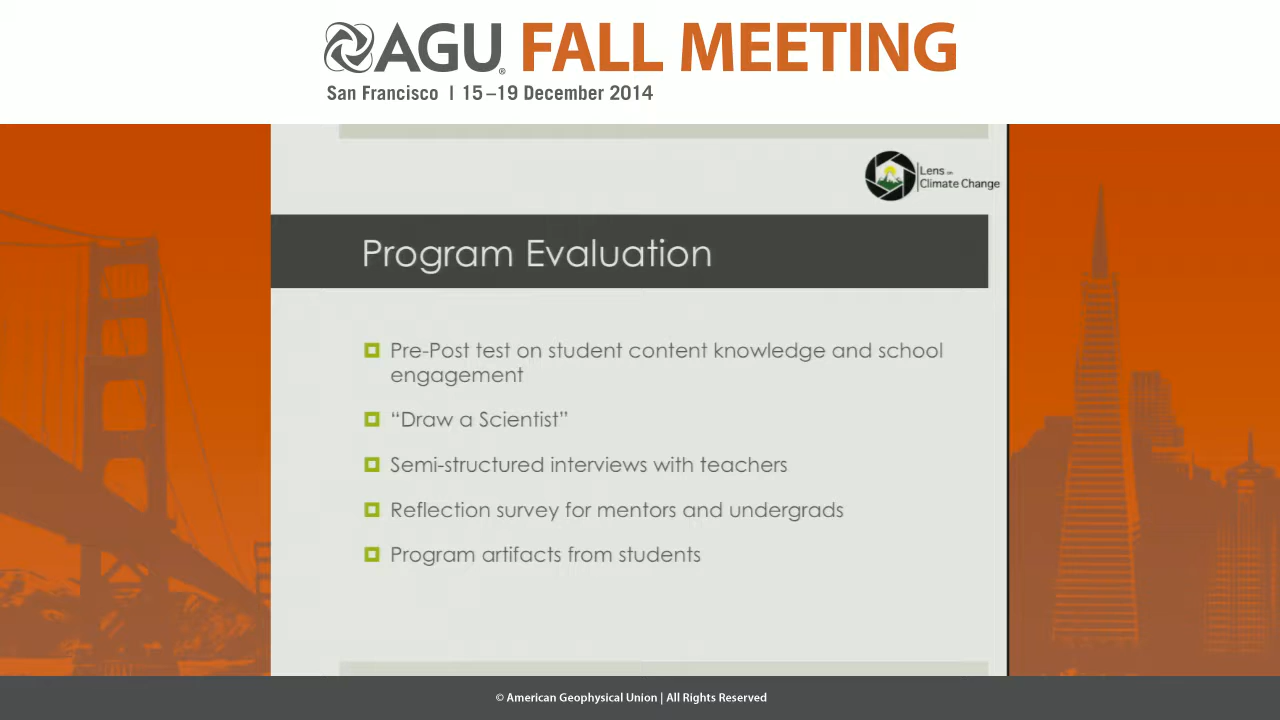 AGU® FALL MEETING
San Francisco | 15–19 December 2014
Lens on
Climate Change
Program Evaluation
Pre-Post test on student content knowledge and school
engagement
“Draw a Scientist”
Semi-structured interviews with teachers
Reflection survey for mentors and undergrads
Program artifacts from students
© American Geophysical Union | All Rights Reserved